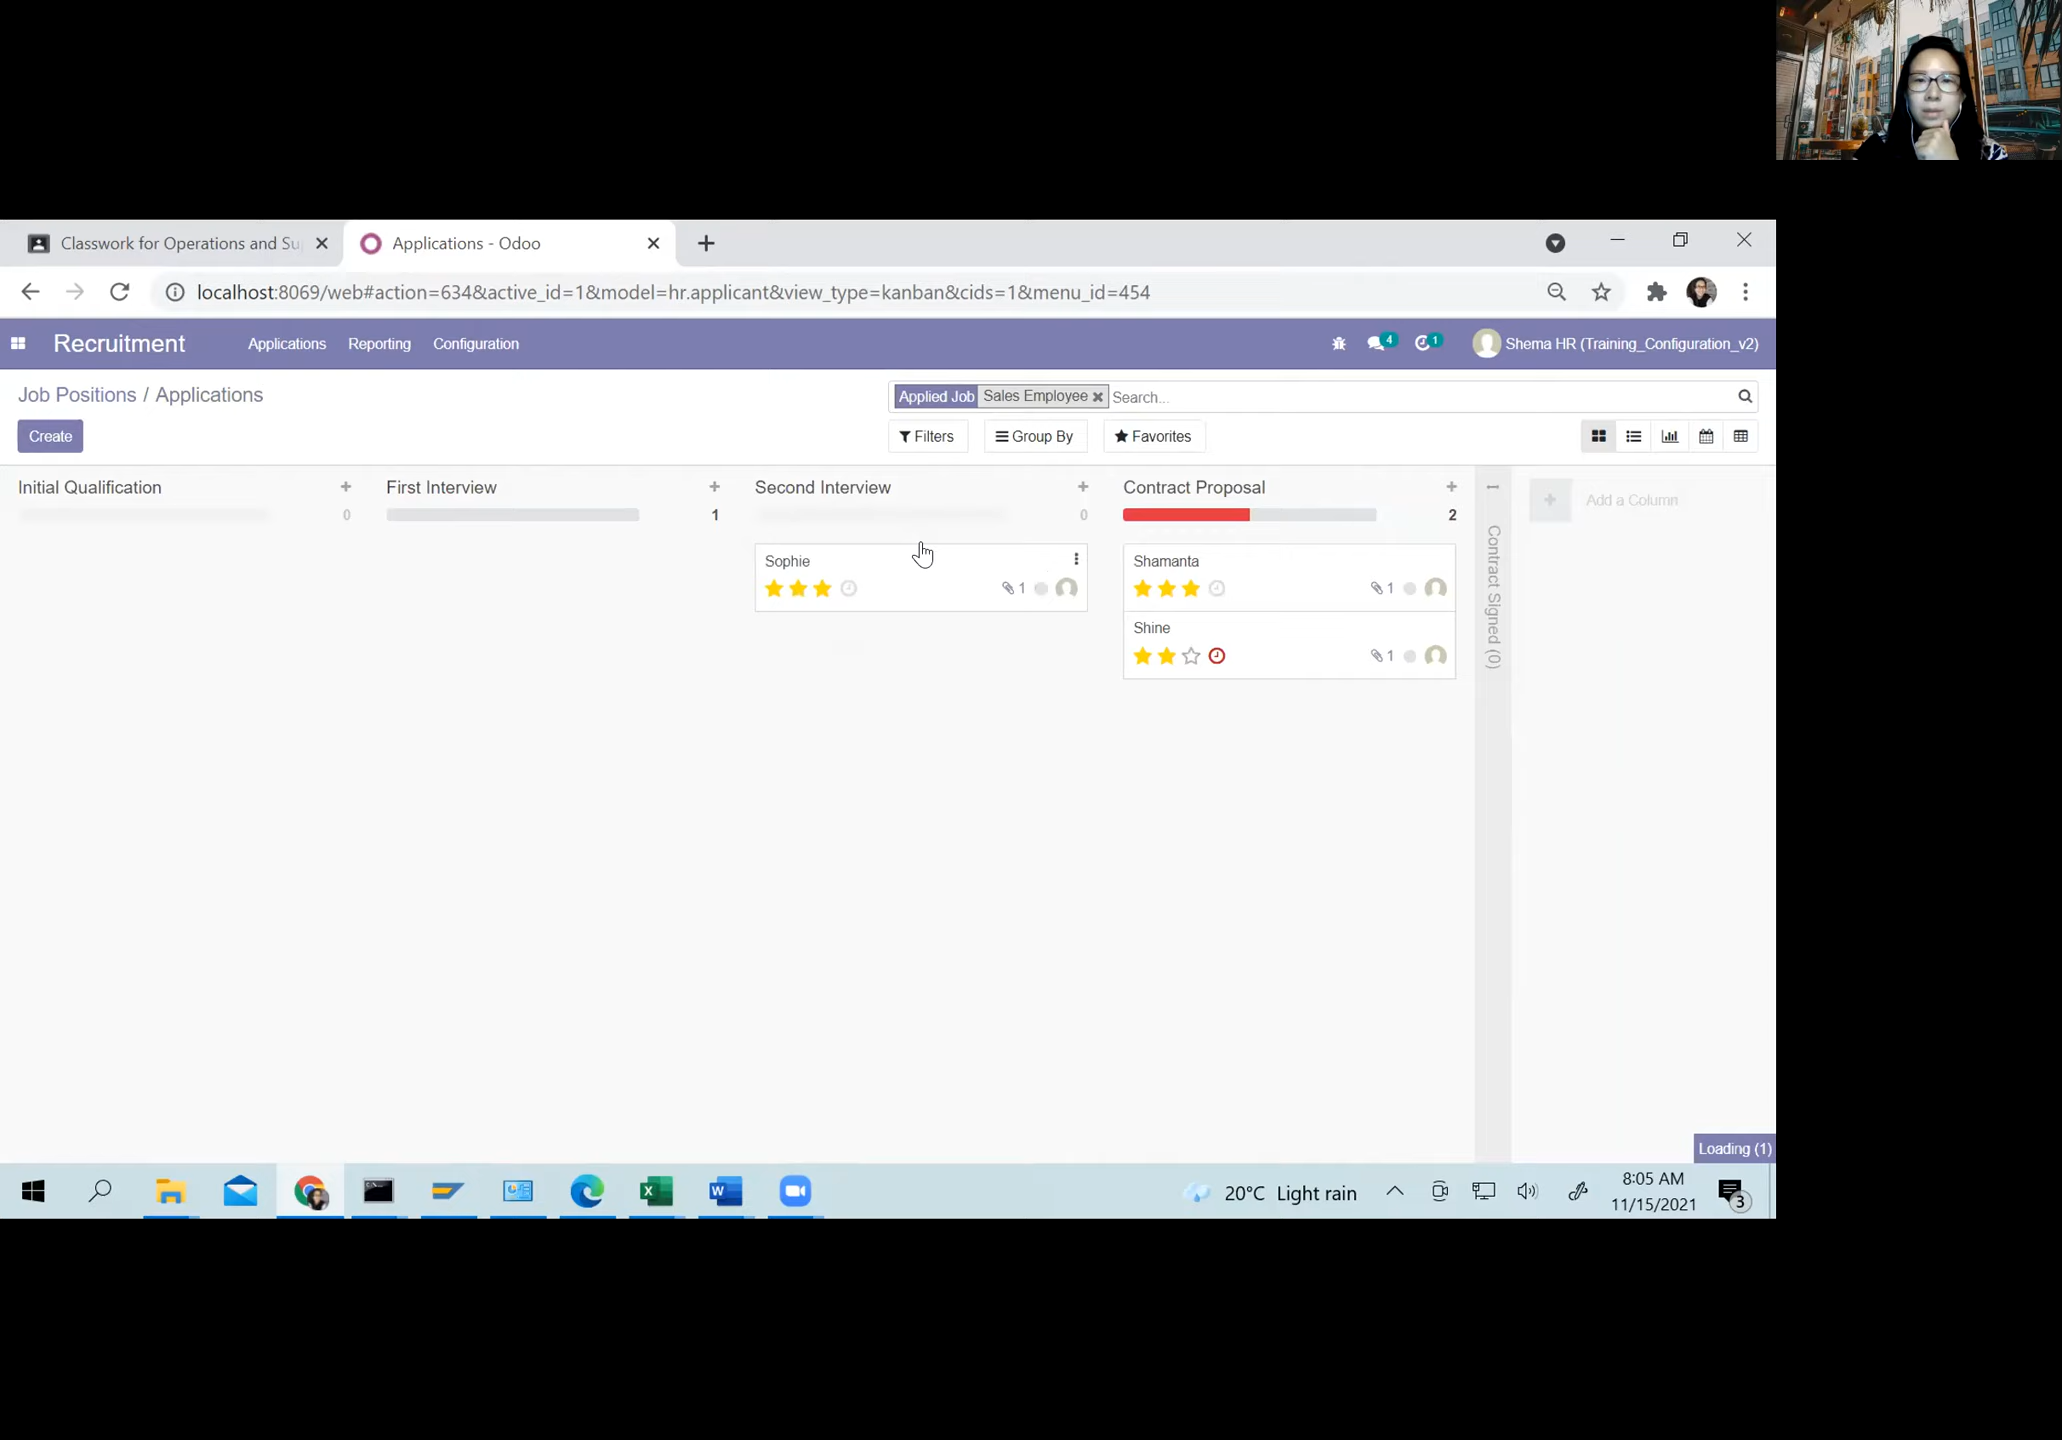 Classwork for Operations and Su
Applications - Odoo
localhost:8069/web#action=634&active_id=1&model=hr.applicant&view_type=kanban&cids=1&menu_id=454
Recruitment
Applications
Reporting
Configuration
4
1
Shema HR (Training_Configuration_v2)
Job Positions / Applications
Applied Job
Sales Employee
Search...
Create
Filters
Group By
Favorites
Initial Qualification
0
First Interview
1
Second Interview
0
Contract Proposal
2
Add a Column
Contract Signed (0)
Sophie
1
Shamanta
1
Shine
1
Loading (1)
20°C Light rain
8:05 AM
11/15/2021
3